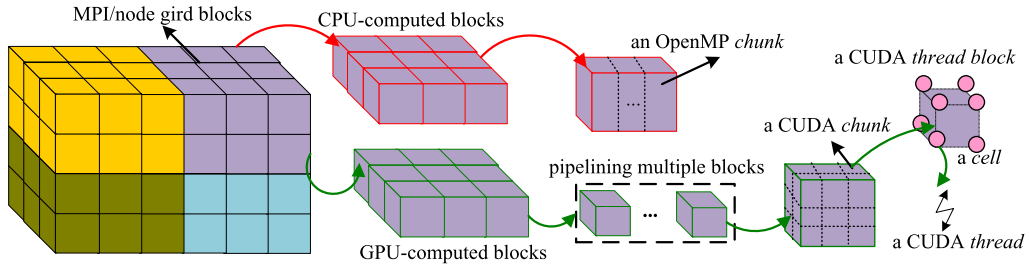 MPI/node gird blocks
CPU-computed blocks
an OpenMP chunk
...
a CUDA thread block
a CUDA chunk
a cell
pipelining multiple blocks
...
GPU-computed blocks
a CUDA thread